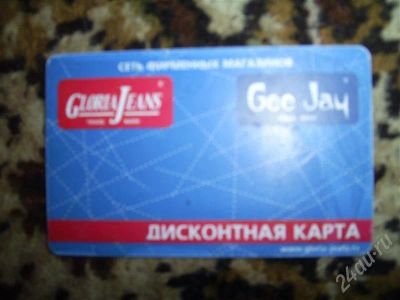 СЕТЬ ФИРМЕННЫХ МАГАЗИНОВ
GLORIA JEANS
Gee Jay
ДИСКОНТНАЯ КАРТА
www.gloria-jeans.ru
24au.ru